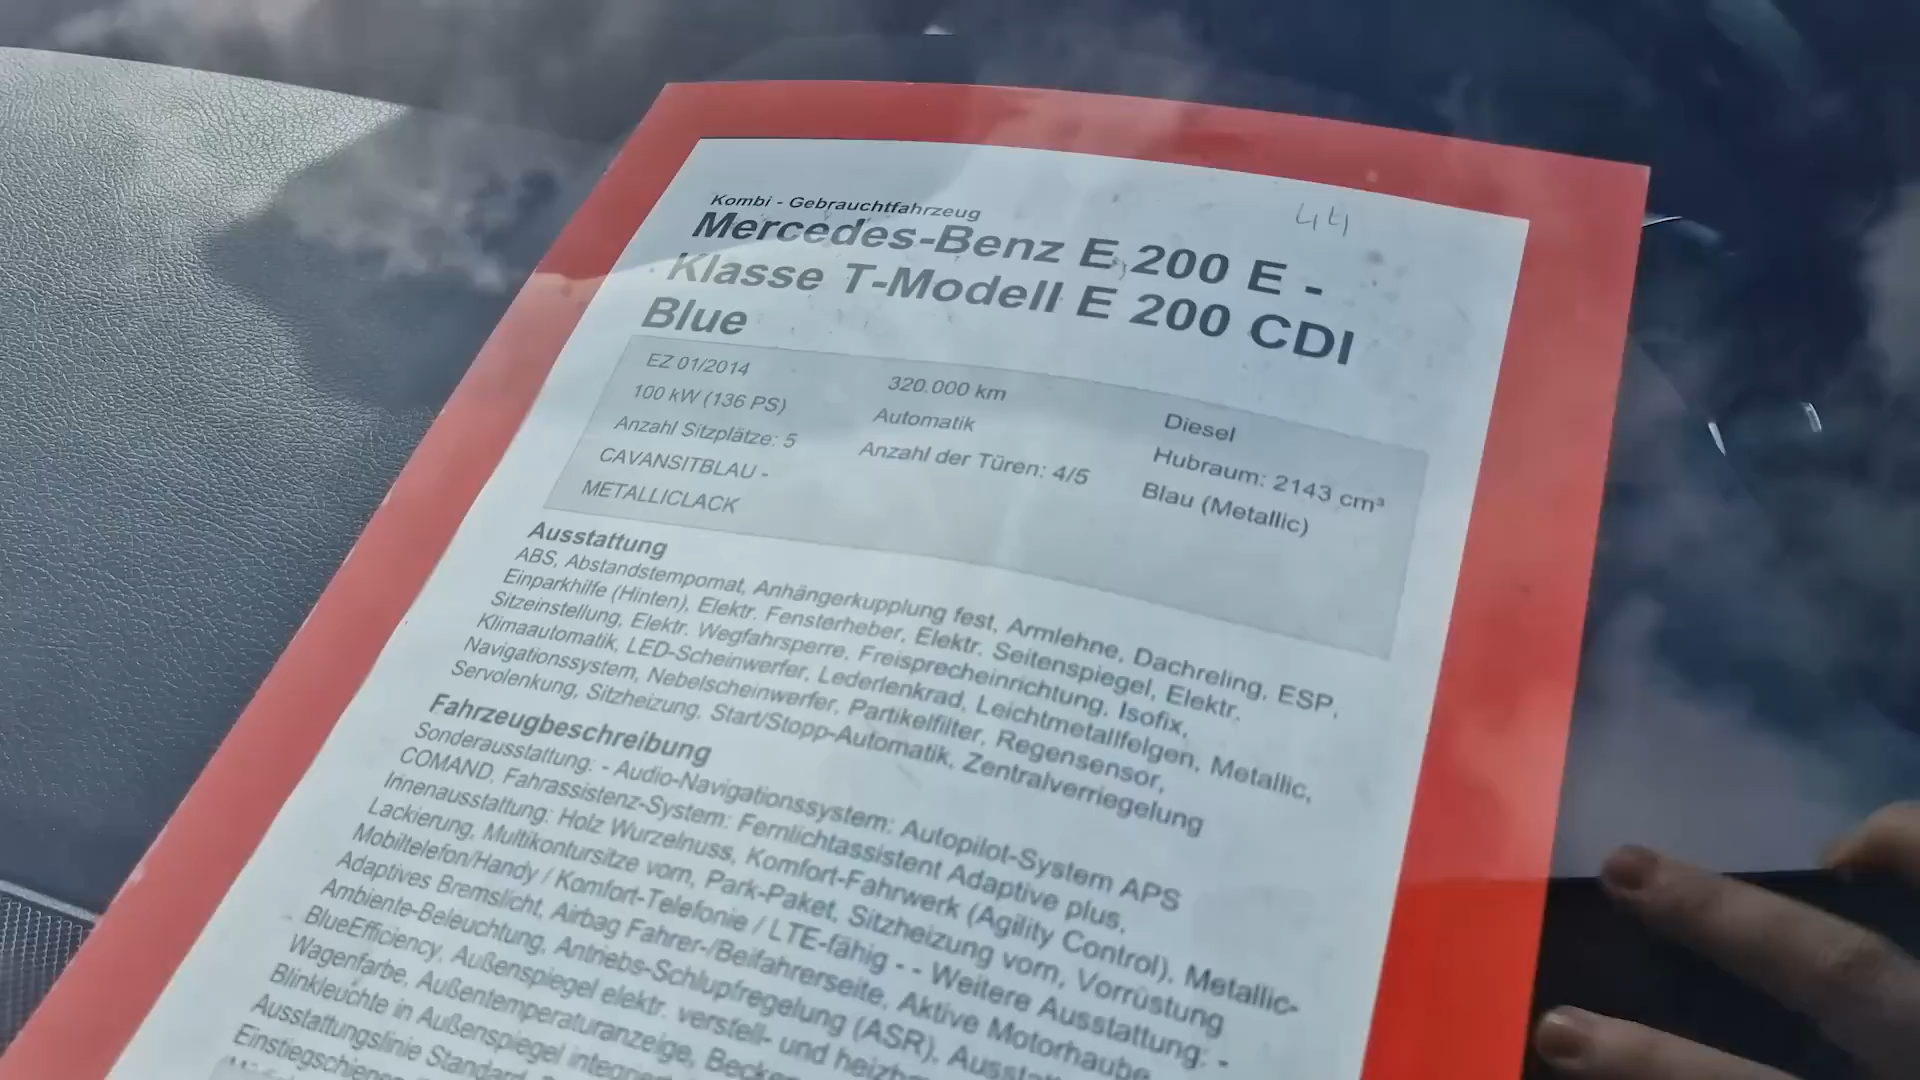 44
Kombi - Gebrauchtfahrzeug
Mercedes-Benz E 200 E -
Klasse T-Modell E 200 CDI
Blue
EZ 01/2014 320.000 km Diesel
100 kW (136 PS) Automatik Hubraum: 2143 cm³
Anzahl Sitzplätze: 5 Anzahl der Türen: 4/5 Blau (Metallic)
CAVANSITBLAU -
METALLICLACK
Ausstattung
ABS, Abstandstempomat, Anhängerkupplung fest, Armlehne, Dachreling, ESP,
Einparkhilfe (Hinten), Elektr. Fensterheber, Elektr. Seitenspiegel, Elektr.
Sitzeinstellung, Elektr. Wegfahrsperre, Freisprecheinrichtung, Isofix,
Klimaautomatik, LED-Scheinwerfer, Lederlenkrad, Leichtmetallfelgen, Metallic,
Navigationssystem, Nebelscheinwerfer, Partikelfilter, Regensensor,
Servolenkung, Sitzheizung, Start/Stopp-Automatik, Zentralverriegelung
Fahrzeugbeschreibung
Sonderausstattung: - Audio-Navigationssystem: Autopilot-System APS
COMAND, Fahrassistenz-System: Fernlichtassistent Adaptive plus,
Innenausstattung: Holz Wurzelnuss, Komfort-Fahrwerk (Agility Control), Metallic-
Lackierung, Multikontursitze vorn, Park-Paket, Sitzheizung vorn, Vorrüstung
Mobiltelefon/Handy / Komfort-Telefonie / LTE-fähig - - Weitere Ausstattung: -
Adaptives Bremslicht, Airbag Fahrer-/Beifahrerseite, Aktive Motorhaube
Ambiente-Beleuchtung, Antriebs-Schlupfregelung (ASR),
BlueEfficiency, Außenspiegel elektr. verstell- und
Wagenfarbe, Außentemperaturanzeige,
Blinkleuchte in Außenspiegel
Ausstattungslinie Standard,